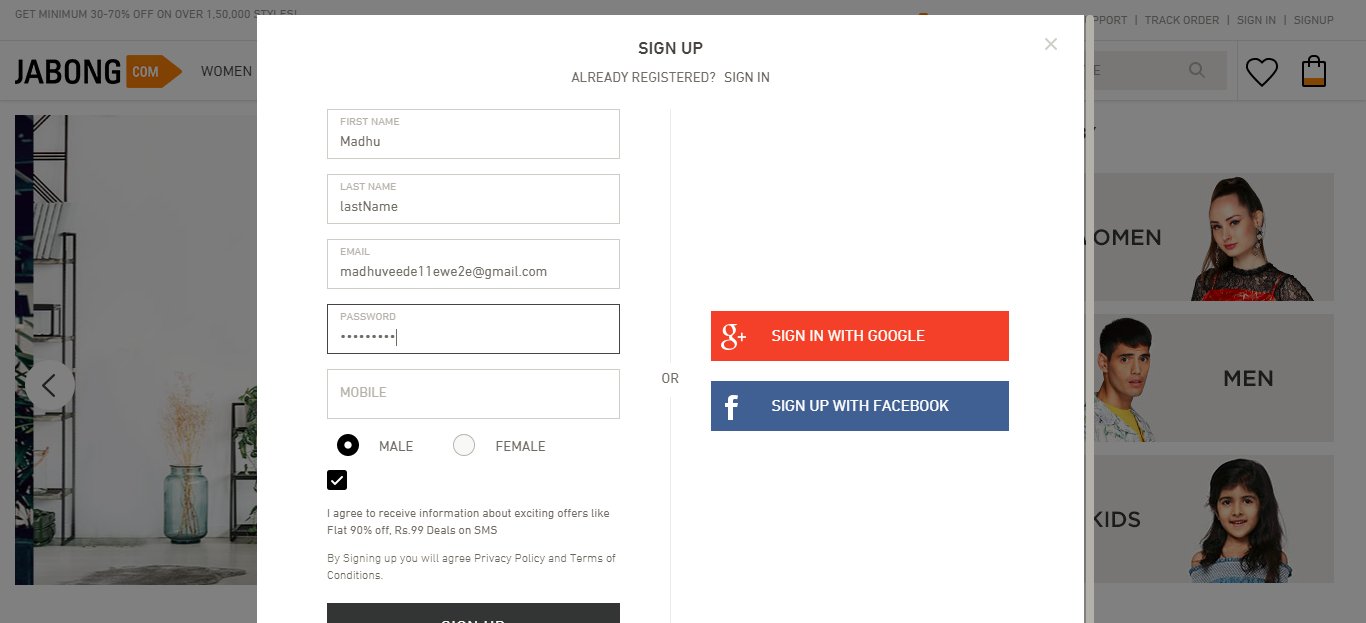 GET MINIMUM 30-70% OFF ON OVER 1,50,000 STYLES!
PPORT | TRACK ORDER | SIGN IN | SIGNUP
JABONG COM
WOMEN
SIGN UP
ALREADY REGISTERED? SIGN IN
FIRST NAME
Madhu
LAST NAME
lastName
EMAIL
madhuveede11ewe2e@gmail.com
PASSWORD
•••••••••
MOBILE
MALE FEMALE
I agree to receive information about exciting offers like
Flat 90% off, Rs.99 Deals on SMS
By Signing up you will agree Privacy Policy and Terms of
Conditions.
SIGN UP
OR
g+ SIGN IN WITH GOOGLE
f SIGN UP WITH FACEBOOK
OMEN
MEN
KIDS